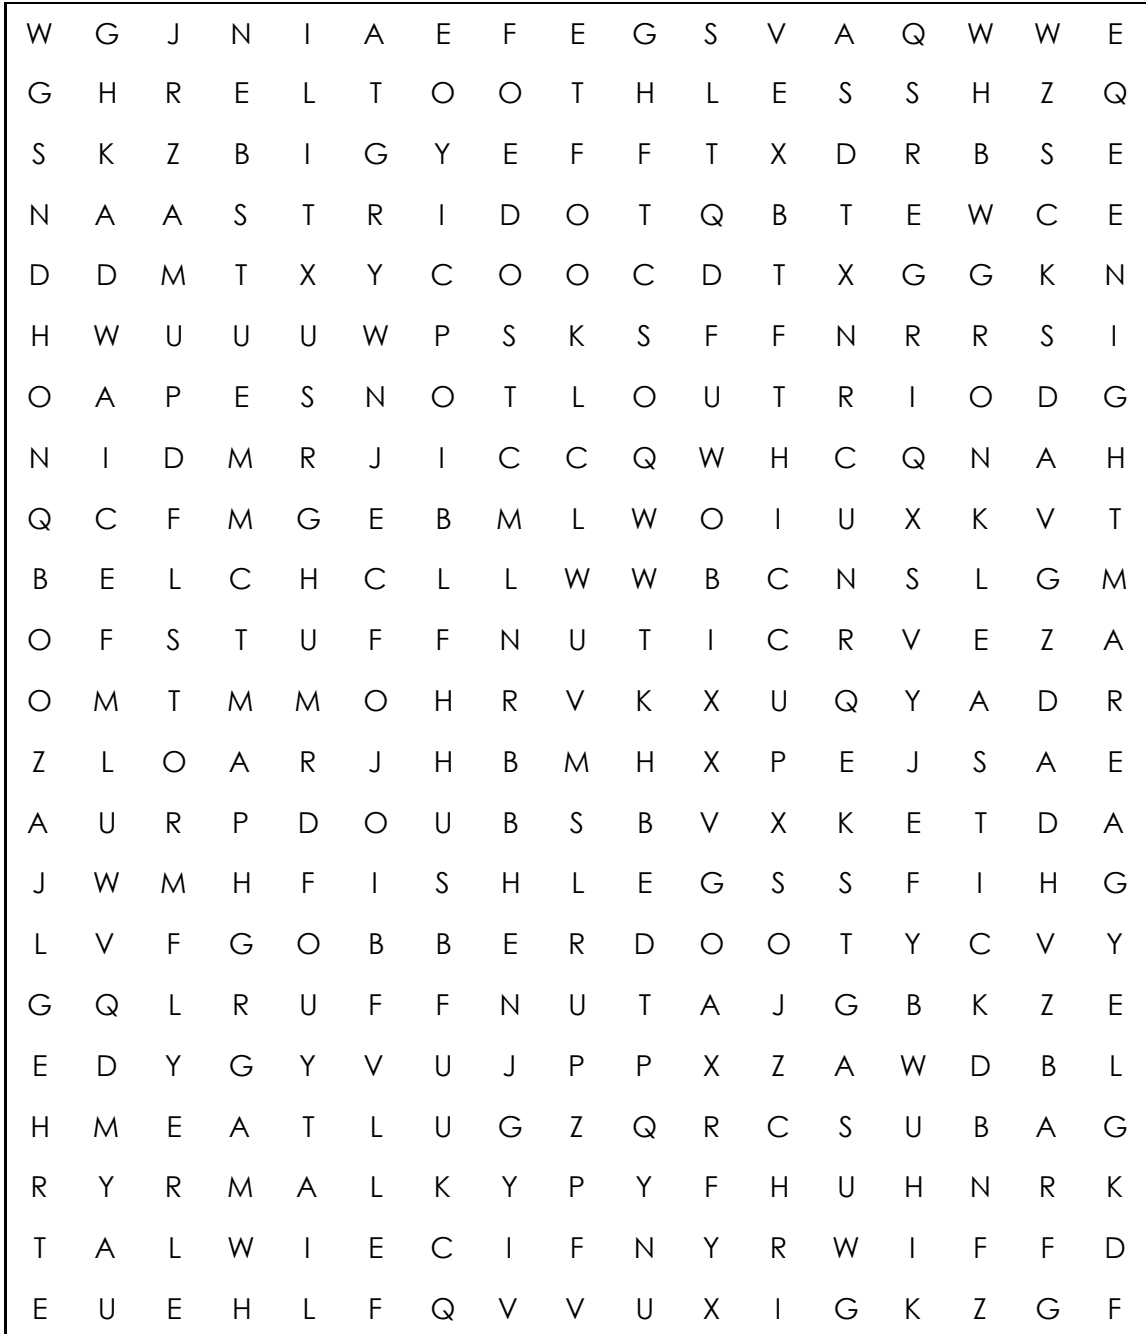 W G J N I A E F E G S V A Q W W E
G H R E L T O O T H L E S S H Z Q
S K Z B I G Y E F F T X D R B S E
N A A S T R I D O T Q B T E W C E
D D M T X Y C O O C D T X G G K N
H W U U U W P S K S F F N R R S I
O A P E S N O T L O U T R I O D G
N I D M R J I C C Q W H C Q N A H
Q C F M G E B M L W O I U X K V T
B E L C H C L L W W B C N S L G M
O F S T U F F N U T I C R V E Z A
O M T M M O H R V K X U Q Y A D R
Z L O A R J H B M H X P E J S A E
A U R P D O U B S B V X K E T D A
J W M H F I S H L E G S S F I H G
L V F G O B B E R D O O T Y C V Y
G Q L R U F F N U T A J G B K Z E
E D Y G Y V U J P P X Z A W D B L
H M E A T L U G Z Q R C S U B A G
R Y R M A L K Y P Y F H U H N R K
T A L W I E C I F N Y R W I F F D
E U E H L F Q V V U X I G K Z G F